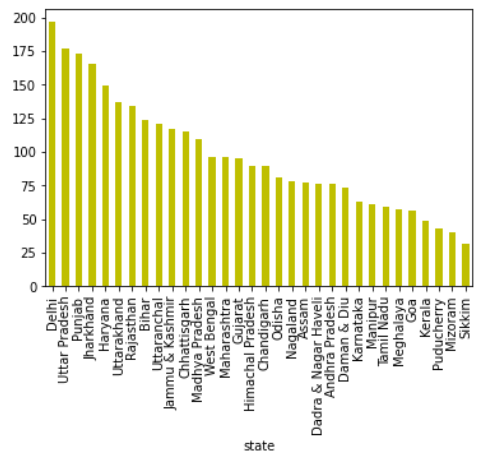 200
175
150
125
100
75
50
25
0
Delhi
Uttar Pradesh
Punjab
Jharkhand
Haryana
Uttarakhand
Rajasthan
Bihar
Uttaranchal
Jammu & Kashmir
Chhattisgarh
Madhya Pradesh
West Bengal
Maharashtra
Gujarat
Himachal Pradesh
Chandigarh
Odisha
Nagaland
Assam
Dadra & Nagar Haveli
Andhra Pradesh
Daman & Diu
Karnataka
Manipur
Tamil Nadu
Meghalaya
Goa
Kerala
Puducherry
Mizoram
Sikkim
state